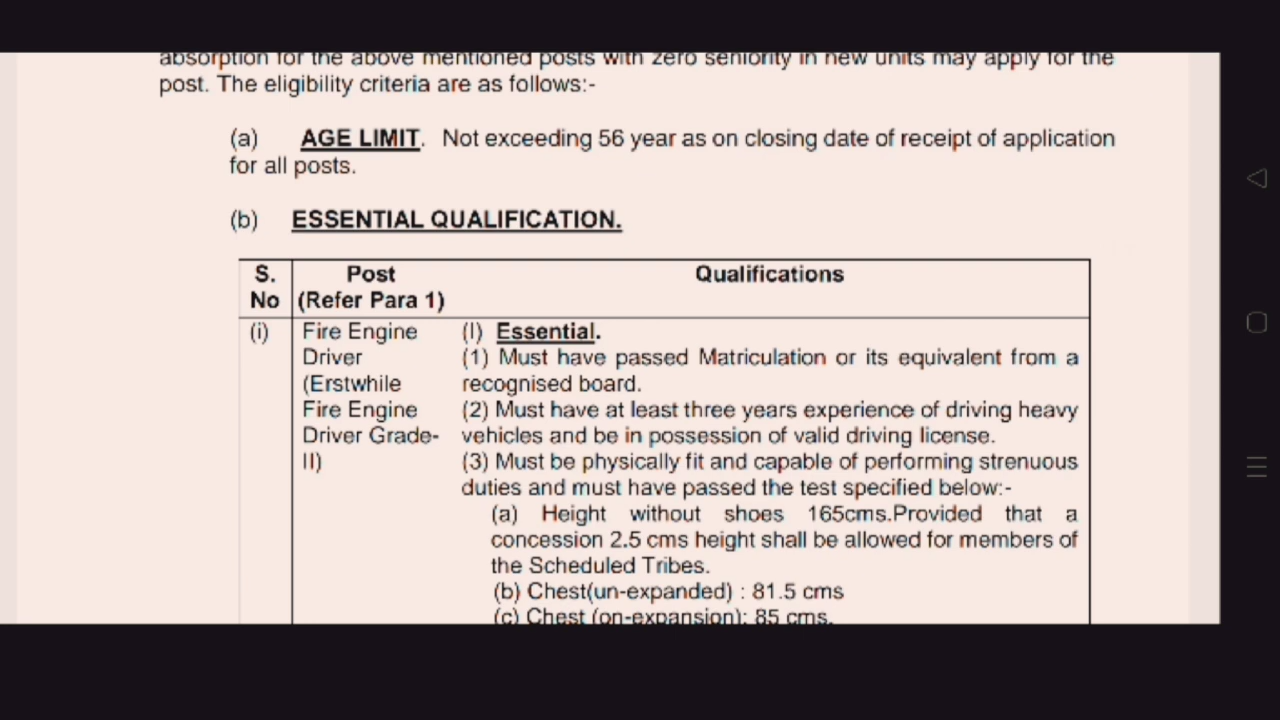 absorption for the above mentioned posts with zero seniority in new units may apply for the
post. The eligibility criteria are as follows:-
(a) AGE LIMIT. Not exceeding 56 year as on closing date of receipt of application
for all posts.
(b) ESSENTIAL QUALIFICATION.
S. No
Post (Refer Para 1)
Qualifications
(i)
Fire Engine
Driver
(Erstwhile
Fire Engine
Driver Grade-
II)
(I) Essential.
(1) Must have passed Matriculation or its equivalent from a
recognised board.
(2) Must have at least three years experience of driving heavy
vehicles and be in possession of valid driving license.
(3) Must be physically fit and capable of performing strenuous
duties and must have passed the test specified below:-
(a) Height without shoes 165cms.Provided that a
concession 2.5 cms height shall be allowed for members of
the Scheduled Tribes.
(b) Chest(un-expanded) : 81.5 cms
(c) Chest (on-expansion): 85 cms.